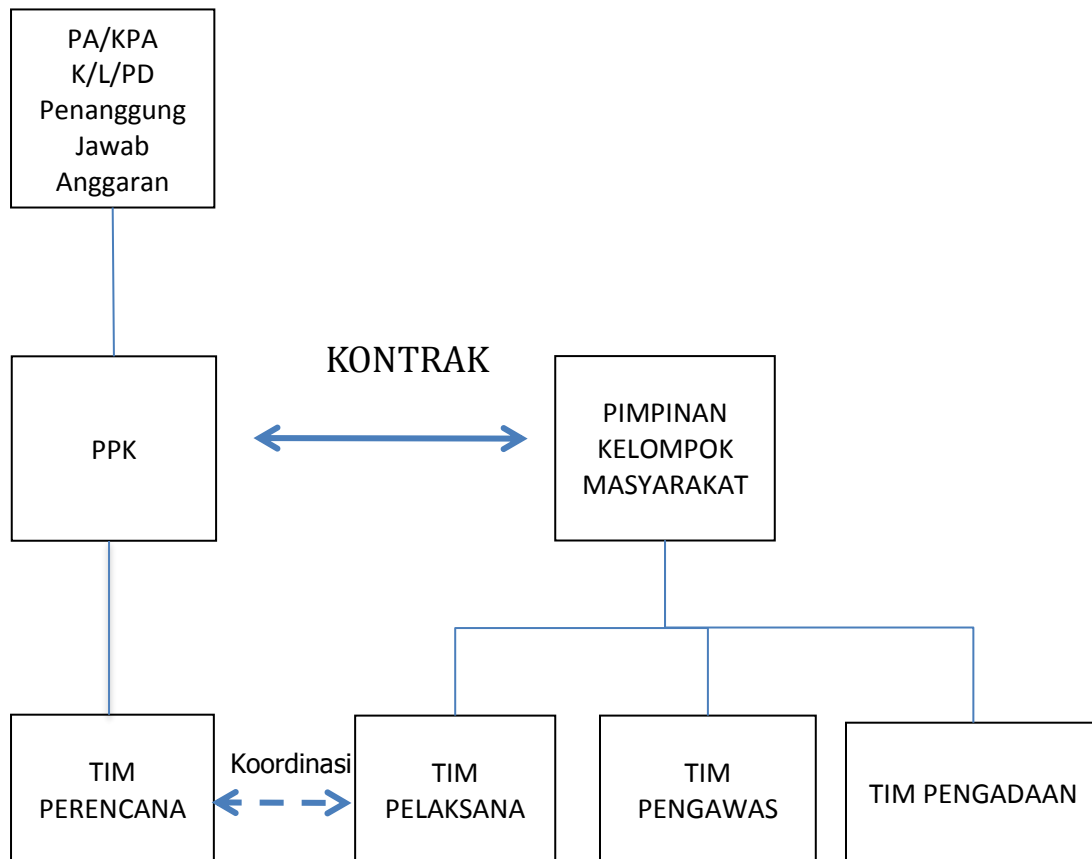 PA/KPA
K/L/PD
Penanggung
Jawab
Anggaran
KONTRAK
PPK
PIMPINAN
KELOMPOK
MASYARAKAT
TIM
PERENCANA
Koordinasi
TIM
PELAKSANA
TIM
PENGAWAS
TIM PENGADAAN